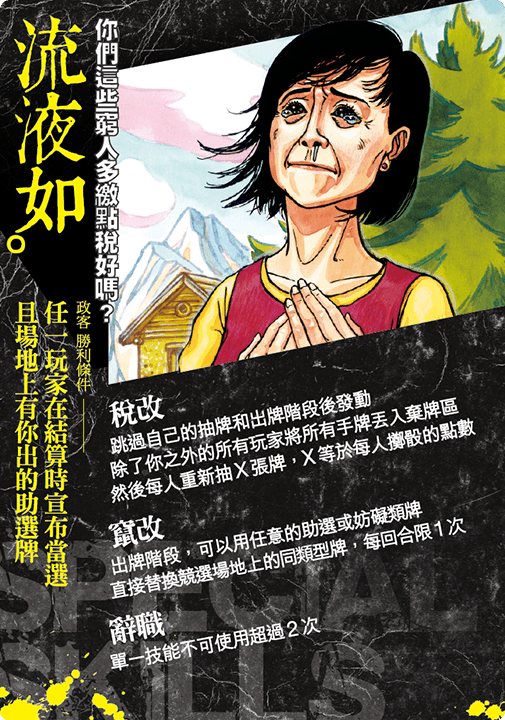 流液如。
你們這些窮人多繳點稅好嗎？
政客 勝利條件
任一玩家在結算時宣布當選
且場地上有你出的助選牌
稅改
跳過自己的抽牌和出牌階段後發動
除了你之外的所有玩家將所有手牌丟入棄牌區
然後每人重新抽X張牌，X等於每人擲骰的點數
竄改
出牌階段，可以用任意的助選或妨礙類牌
直接替換競選場地上的同類型牌，每回合限1次
辭職
單一技能不可使用超過2次
SPECIAL
SKILLS